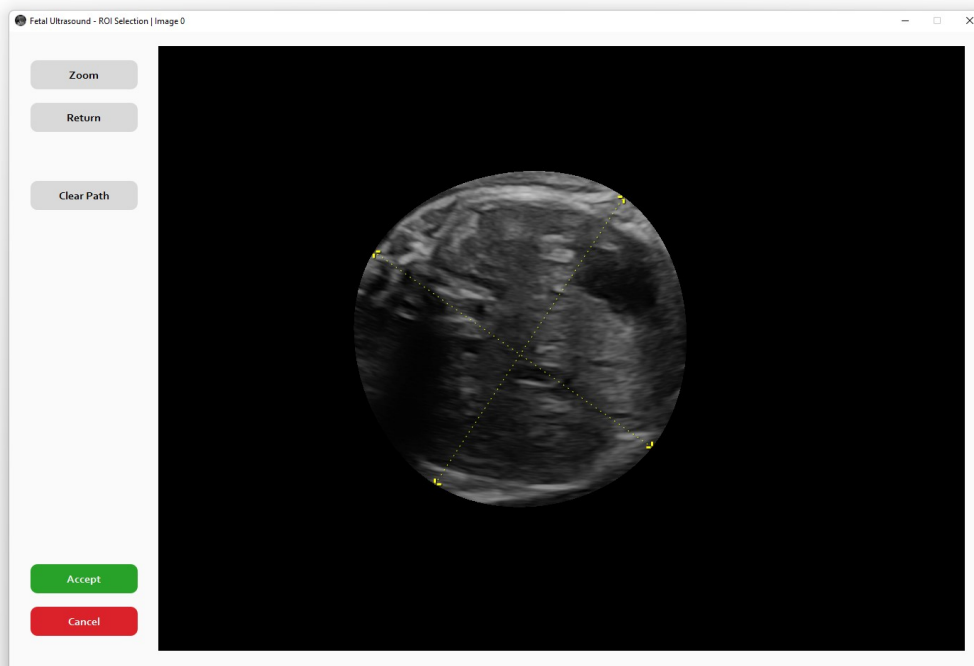 Fetal Ultrasound - ROI Selection | Image 0
Zoom
Return
Clear Path
Accept
Cancel